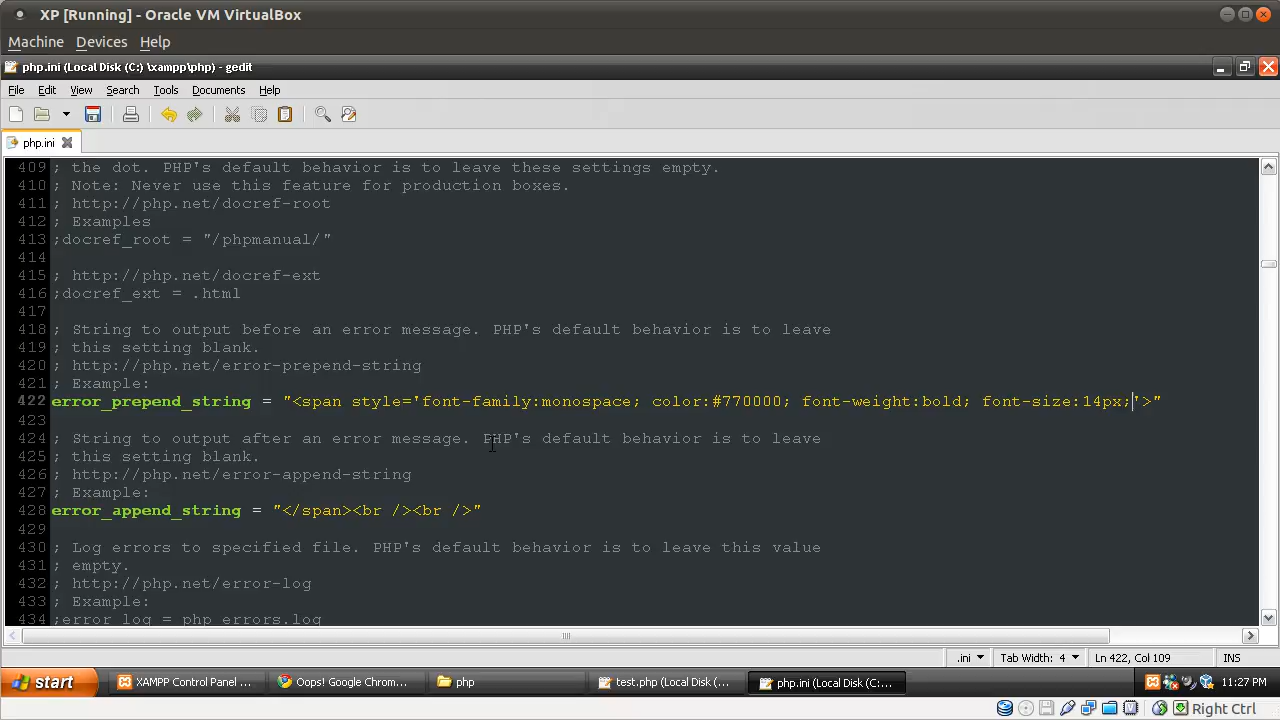 XP [Running] - Oracle VM VirtualBox
Machine Devices Help
php.ini (Local Disk (C:) \xampp\php) - gedit
File Edit View Search Tools Documents Help
php.ini
409 ; the dot. PHP's default behavior is to leave these settings empty.
410 ; Note: Never use this feature for production boxes.
411 ; http://php.net/docref-root
412 ; Examples
413 ;docref_root = "/phpmanual/"
414
415 ; http://php.net/docref-ext
416 ;docref_ext = .html
417
418 ; String to output before an error message. PHP's default behavior is to leave
419 ; this setting blank.
420 ; http://php.net/error-prepend-string
421 ; Example:
422 error_prepend_string = "<span style='font-family:monospace; color:#770000; font-weight:bold; font-size:14px;'>"
423
424 ; String to output after an error message. PHP's default behavior is to leave
425 ; this setting blank.
426 ; http://php.net/error-append-string
427 ; Example:
428 error_append_string = "</span><br /><br />"
429
430 ; Log errors to specified file. PHP's default behavior is to leave this value
431 ; empty.
432 ; http://php.net/error-log
433 ; Example:
434 ;error_log = php_errors.log
.ini Tab Width: 4 Ln 422, Col 109 INS
start XAMPP Control Panel ... Oops! Google Chrom... php test.php (Local Disk (... php.ini (Local Disk (C:... 11:27 PM
Right Ctrl